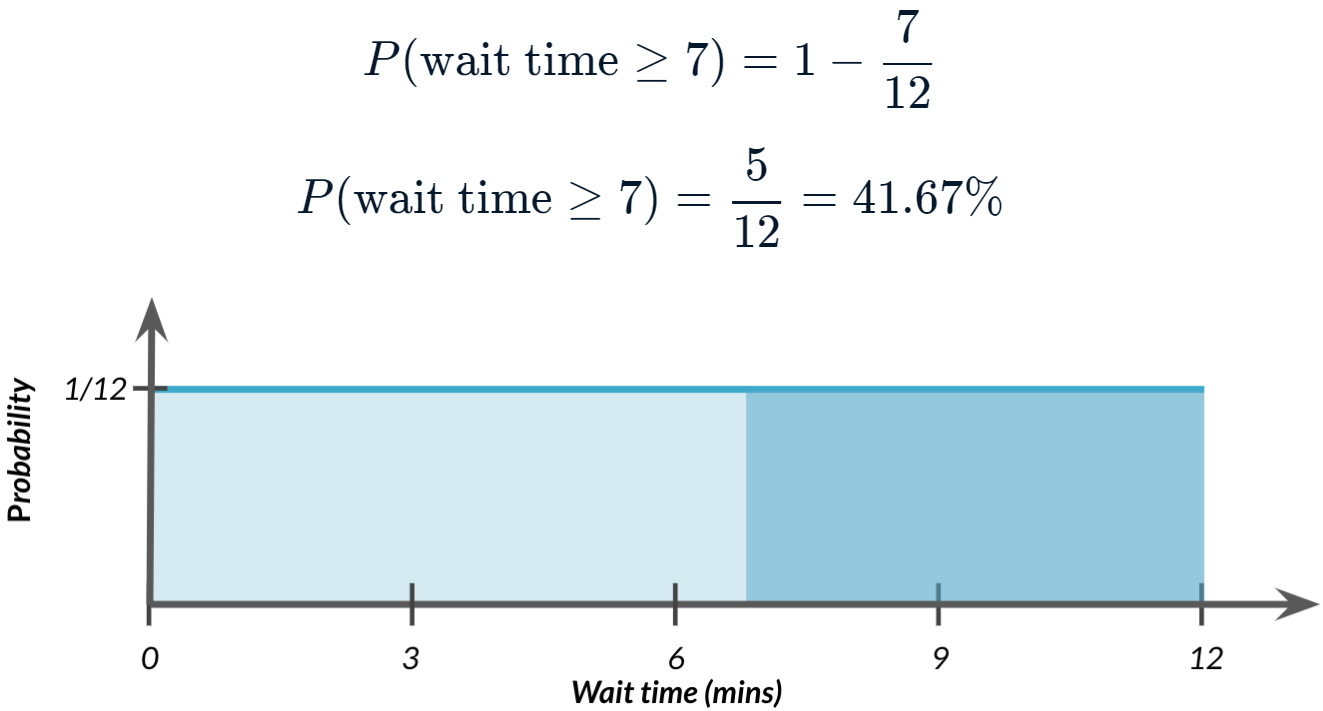 P(wait time ≥ 7) = 1 − 7/12
P(wait time ≥ 7) = 5/12 = 41.67%
Probability
1/12
0 3 6 9 12
Wait time (mins)